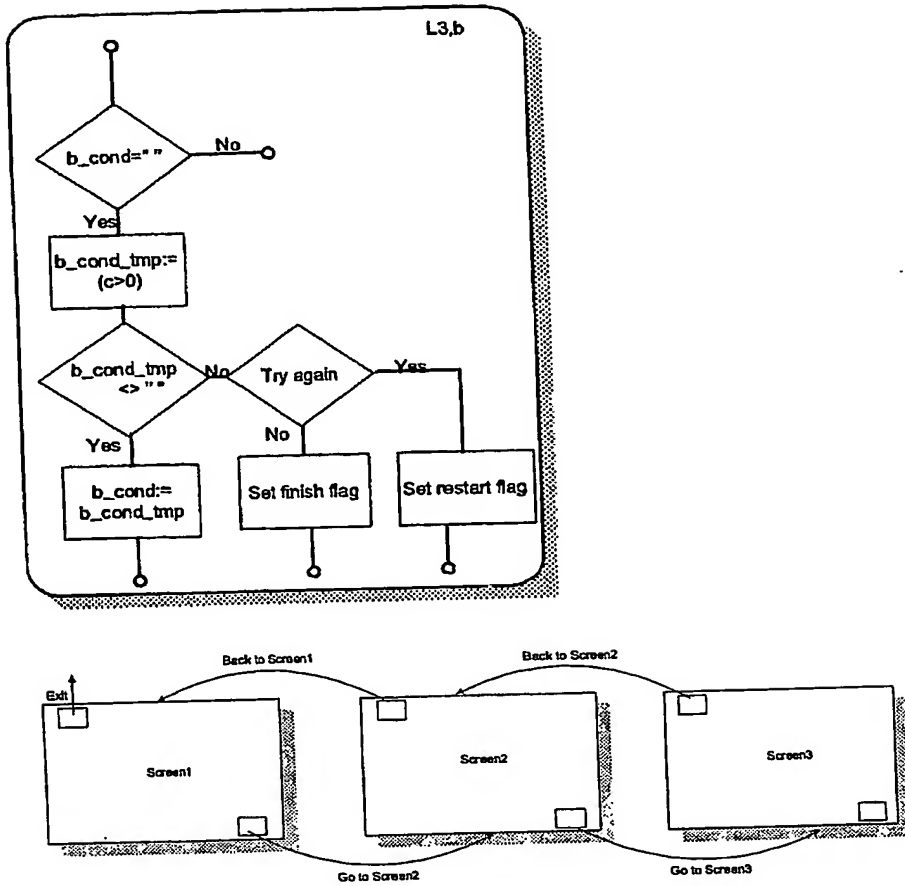 L3,b
b_cond=" "
No
Yes
b_cond_tmp:=
(c>0)
b_cond_tmp
<> " "
No
Try again
Yes
Yes
No
b_cond:=
b_cond_tmp
Set finish flag
Set restart flag
Back to Screen1
Back to Screen2
Exit
Screen1
Screen2
Screen3
Go to Screen2
Go to Screen3